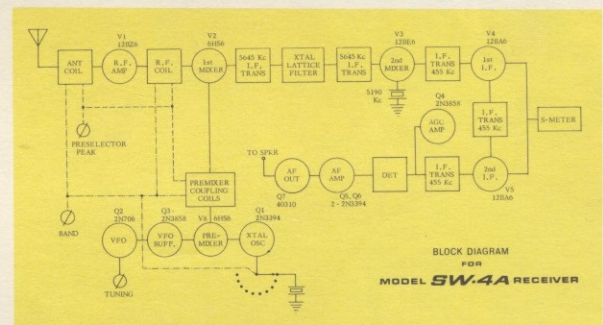 V1
12BZ6
V2
6HS6
V3
12BE6
V4
12BA6
ANT
COIL
R.F.
AMP
R.F.
COIL
1st
MIXER
5645 Kc
I.F.
TRANS
XTAL
LATTICE
FILTER
5645 Kc
I.F.
TRANS
2nd
MIXER
I.F.
TRANS
455 Kc
1st
I.F.
5190
Kc
Q4
2N3858
AGC
AMP
I.F.
TRANS
455 Kc
S-METER
PRESELECTOR
PEAK
TO SPKR
AF
OUT
AF
AMP
DET
I.F.
TRANS
455 Kc
2nd
I.F.
V5
12BA6
Q7
40310
Q5, Q6
2 - 2N3394
PREMIXER
COUPLING
COILS
BAND
Q2
2N706
Q3 -
2N3858
V8 6HS6
Q1
2N3394
VFO
VFO
BUFF.
PRE-
MIXER
XTAL
OSC
TUNING
BLOCK DIAGRAM
FOR
MODEL SW-4A RECEIVER